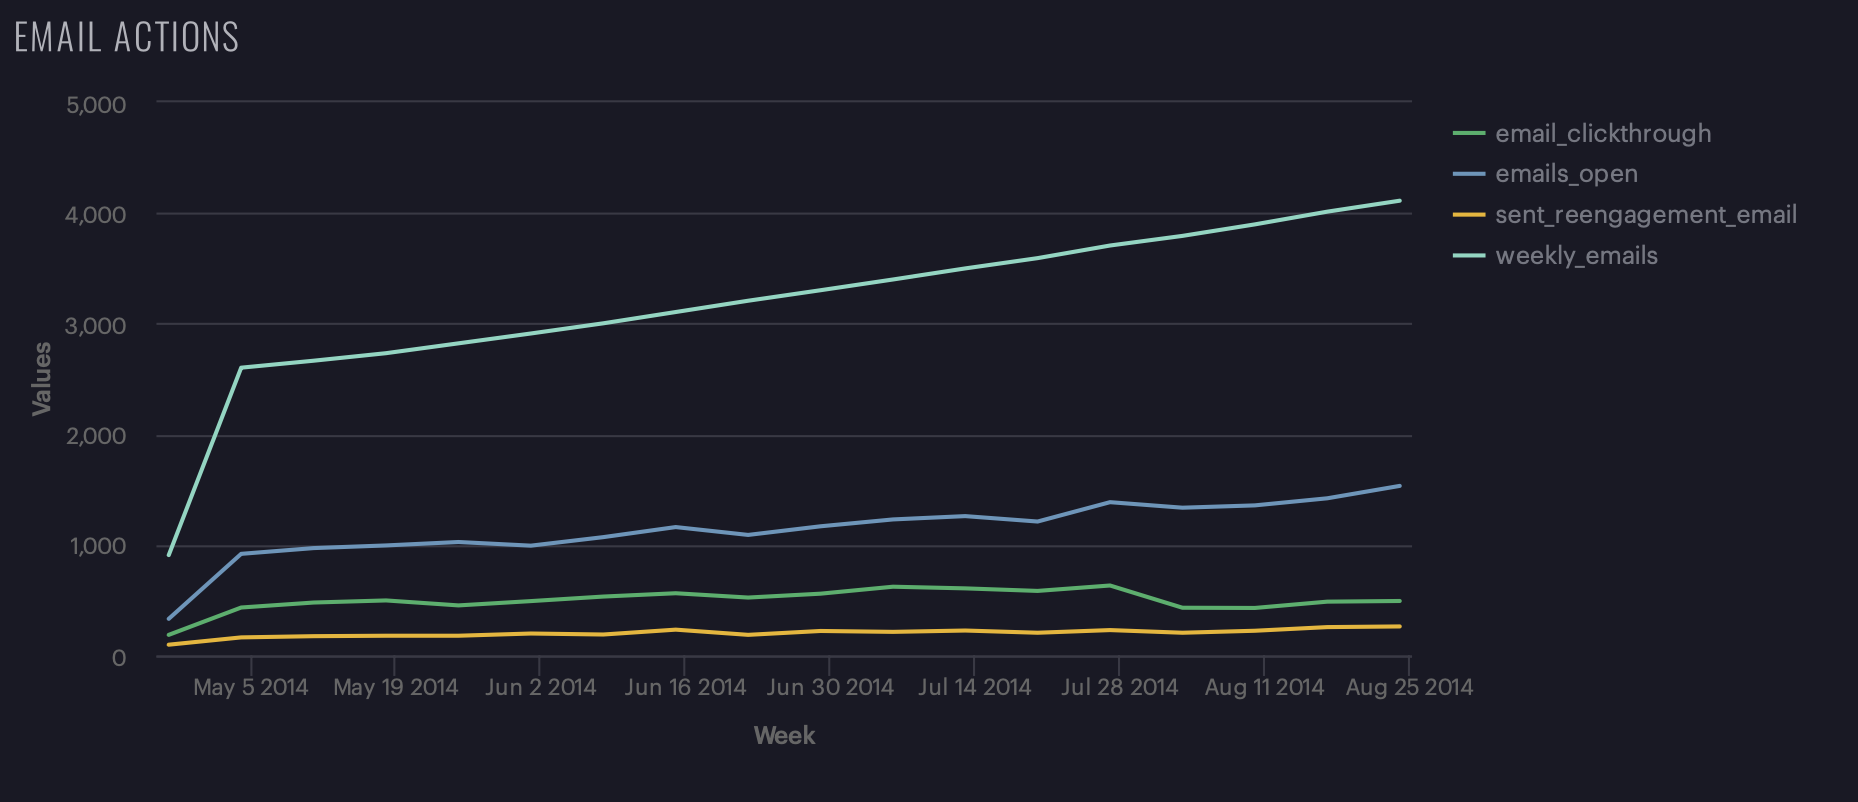 EMAIL ACTIONS
5,000
4,000
3,000
2,000
1,000
0
Values
May 5 2014
May 19 2014
Jun 2 2014
Jun 16 2014
Jun 30 2014
Jul 14 2014
Jul 28 2014
Aug 11 2014
Aug 25 2014
Week
email_clickthrough
emails_open
sent_reengagement_email
weekly_emails